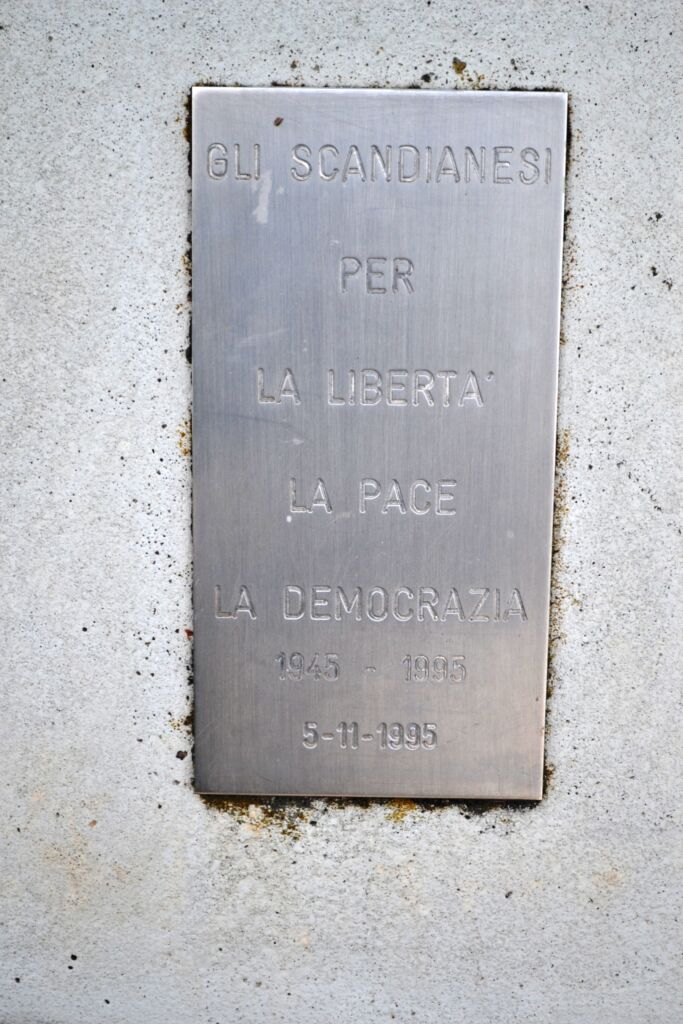 GLI SCANDIANESI
PER
LA LIBERTA'
LA PACE
LA DEMOCRAZIA
1945 - 1995
5-11-1995